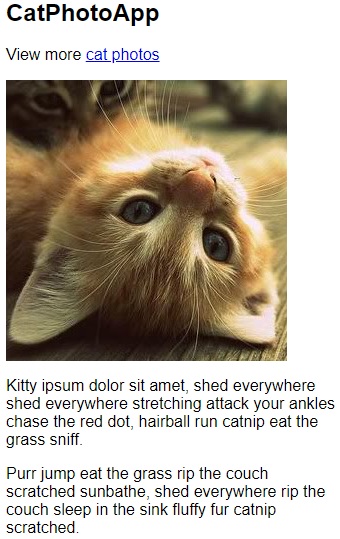 CatPhotoApp
View more cat photos
Kitty ipsum dolor sit amet, shed everywhere
shed everywhere stretching attack your ankles
chase the red dot, hairball run catnip eat the
grass sniff.
Purr jump eat the grass rip the couch
scratched sunbathe, shed everywhere rip the
couch sleep in the sink fluffy fur catnip
scratched.